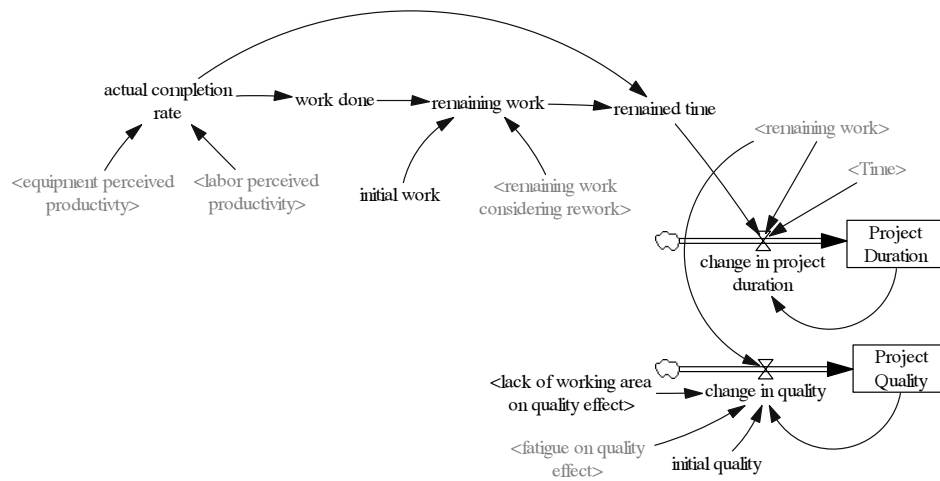 actual completion
rate
work done
remaining work
remained time
<remaining work>
<equipment perceived
productivty>
<labor perceived
productivity>
initial work
<remaining work
considering rework>
<Time>
Project
Duration
change in project
duration
Project
Quality
<lack of working area
on quality effect>
change in quality
<fatigue on quality
effect>
initial quality